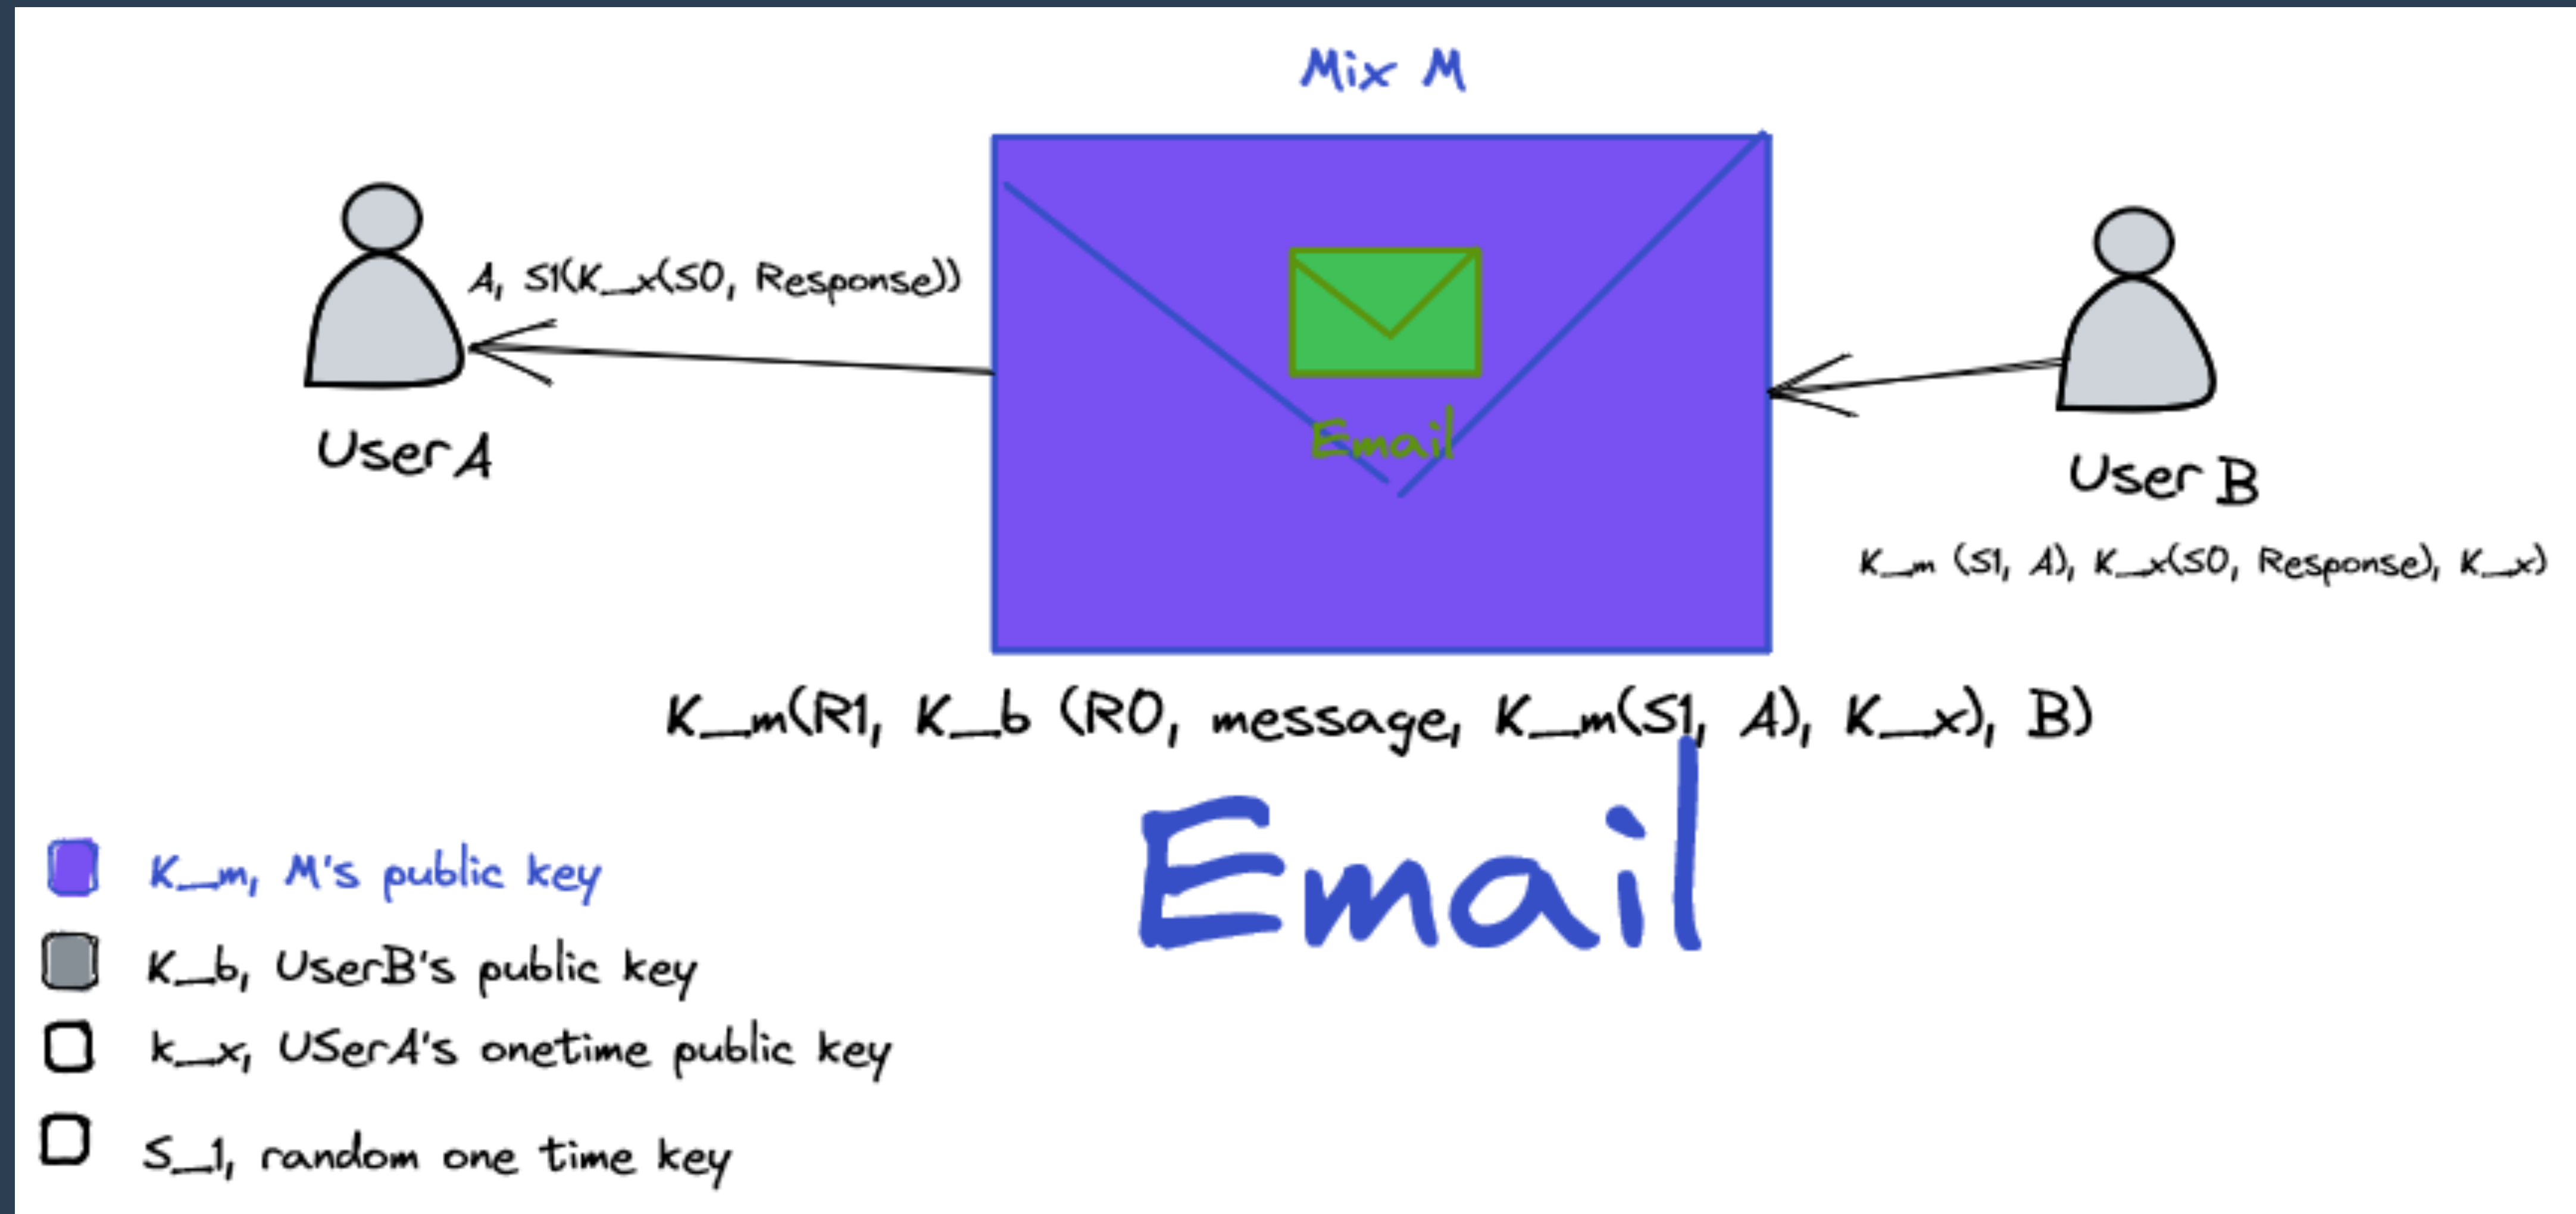 Mix M
A, S1(K_x(S0, Response))
Email
User A
User B
K_m (S1, A), K_x(S0, Response), K_x)
K_m(R1, K_b (R0, message, K_m(S1, A), K_x), B)
Email
K_m, M's public key
K_b, UserB's public key
k_x, USerA's onetime public key
S_1, random one time key